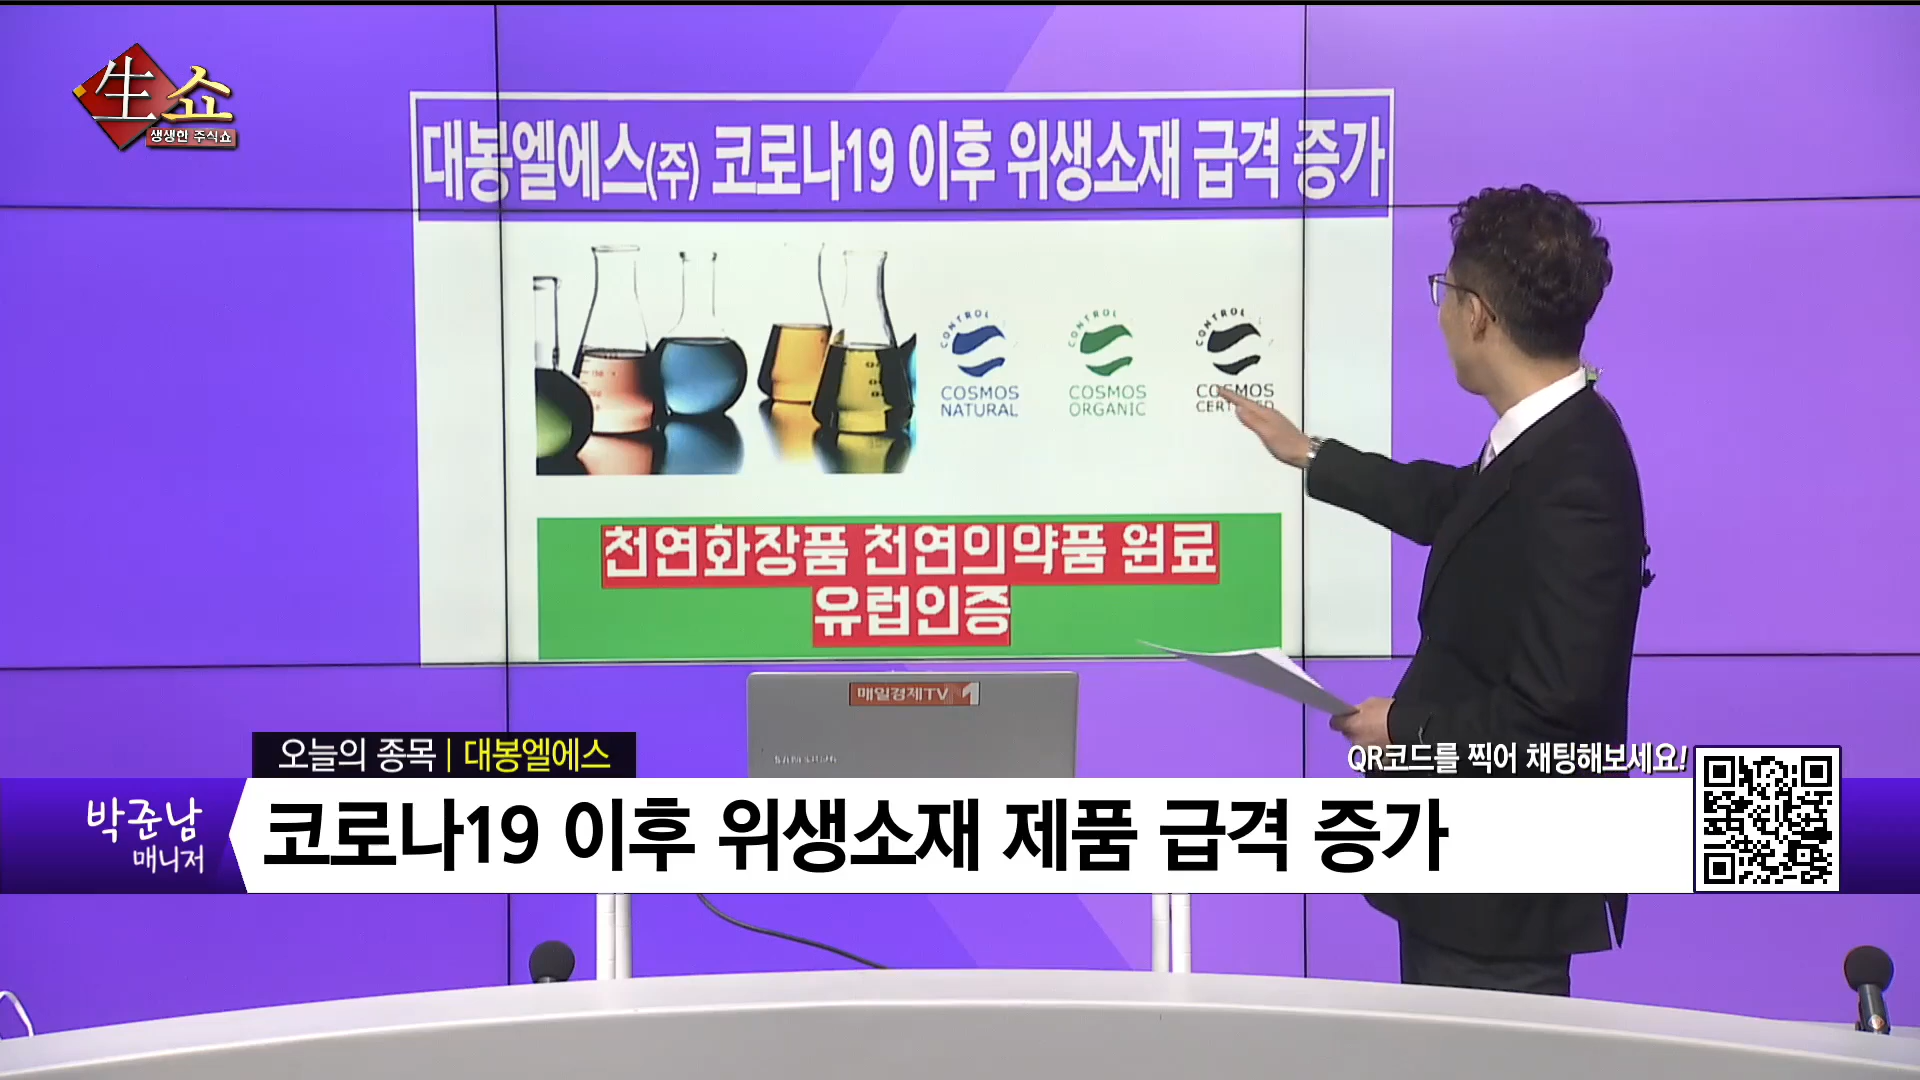 生쇼
생생한 주식쇼
대봉엘에스(주) 코로나19 이후 위생소재 급격 증가
CONTROL
COSMOS
NATURAL
CONTROL
COSMOS
ORGANIC
CONTROL
COSMOS
CERTIFIED
천연화장품 천연의약품 원료
유럽인증
매일경제TV
SAMSUNG
오늘의 종목 | 대봉엘에스
QR코드를 찍어 채팅해보세요!
박준남
매니저
코로나19 이후 위생소재 제품 급격 증가